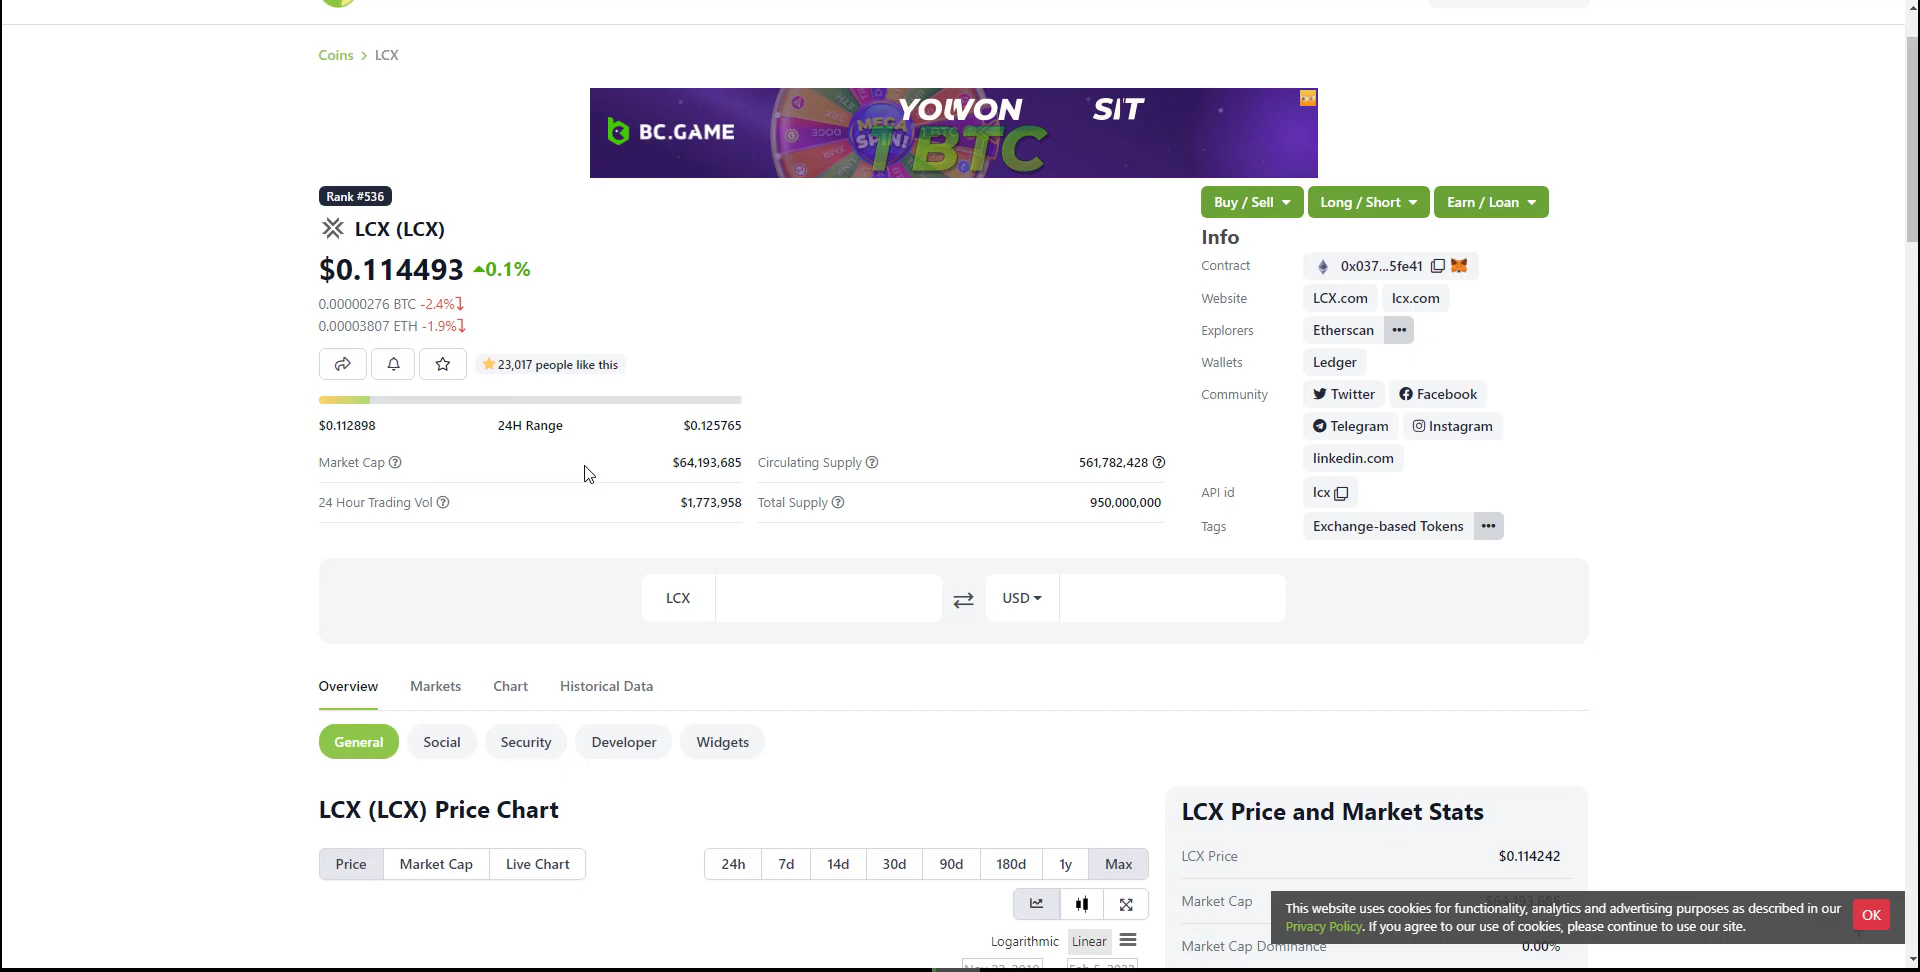 Coins > LCX
BC.GAME
MEGA
SPIN!
1 BTC
Rank #536
LCX (LCX)
$0.114493 0.1%
0.00000276 BTC -2.4%
0.00003807 ETH -1.9%
23,017 people like this
$0.112898 24H Range $0.125765
Market Cap $64,193,685 Circulating Supply 561,782,428
24 Hour Trading Vol $1,773,958 Total Supply 950,000,000
Buy / Sell Long / Short Earn / Loan
Info
Contract 0x037...5fe41
Website LCX.com lcx.com
Explorers Etherscan •••
Wallets Ledger
Community Twitter Facebook
Telegram Instagram
linkedin.com
API id lcx
Tags Exchange-based Tokens •••
LCX USD
Overview Markets Chart Historical Data
General Social Security Developer Widgets
LCX (LCX) Price Chart
Price Market Cap Live Chart 24h 7d 14d 30d 90d 180d 1y Max
Logarithmic Linear
LCX Price and Market Stats
LCX Price $0.114242
Market Cap
Market Cap Dominance 0.00%
This website uses cookies for functionality, analytics and advertising purposes as described in our
Privacy Policy. If you agree to our use of cookies, please continue to use our site.
OK